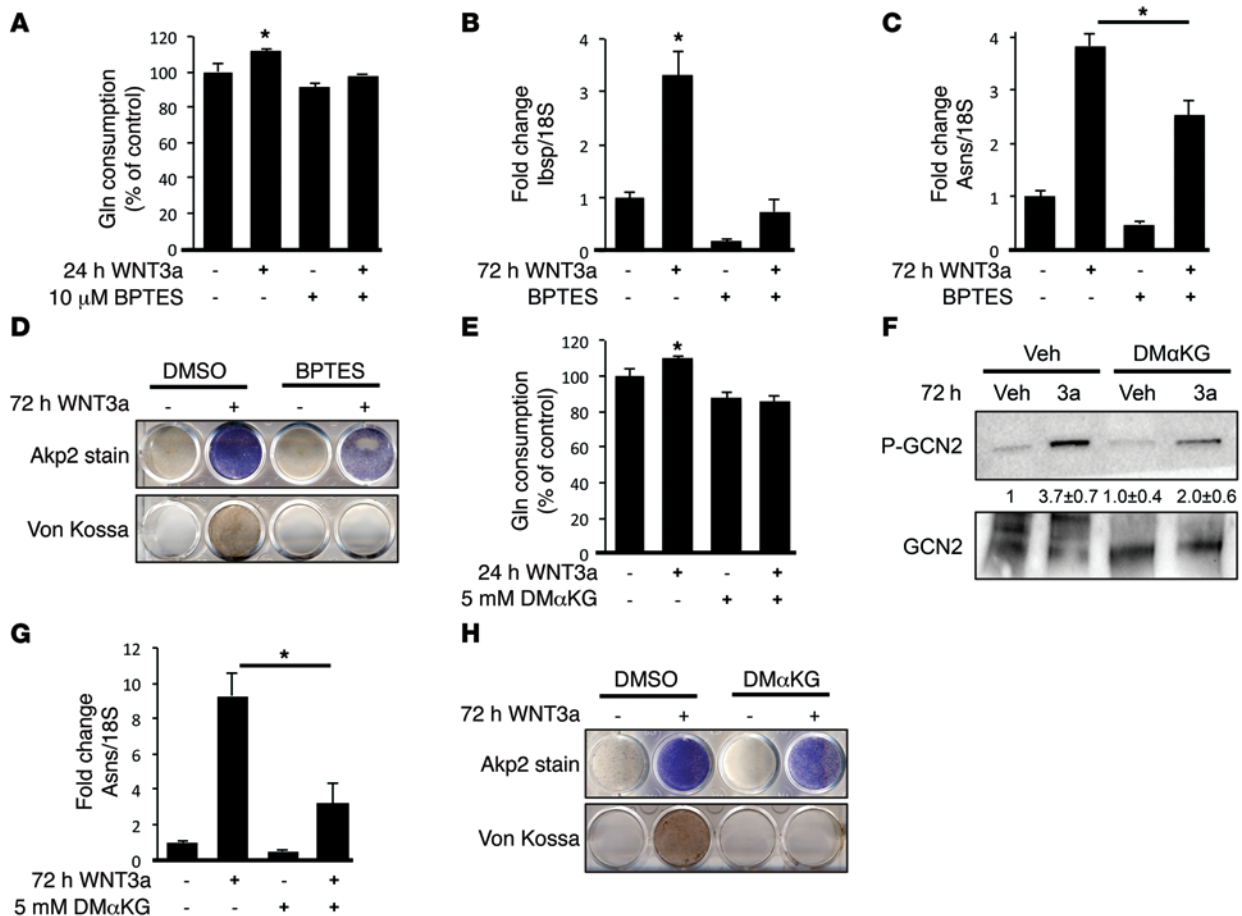 A
Gln consumption
(% of control)
120
100
80
60
40
20
0
*
24 h WNT3a - + - +
10 μM BPTES - - + +
B
Fold change
Ibsp/18S
4
3
2
1
0
*
72 h WNT3a - + - +
BPTES - - + +
C
Fold change
Asns/18S
4
3
2
1
0
*
72 h WNT3a - + - +
BPTES - - + +
D
DMSO BPTES
72 h WNT3a - + - +
Akp2 stain
Von Kossa
E
Gln consumption
(% of control)
120
100
80
60
40
20
0
*
24 h WNT3a - + - +
5 mM DMαKG - - + +
F
Veh DMαKG
72 h Veh 3a Veh 3a
P-GCN2
1 3.7±0.7 1.0±0.4 2.0±0.6
GCN2
G
Fold change
Asns/18S
12
10
8
6
4
2
0
*
72 h WNT3a - + - +
5 mM DMαKG - - + +
H
DMSO DMαKG
72 h WNT3a - + - +
Akp2 stain
Von Kossa